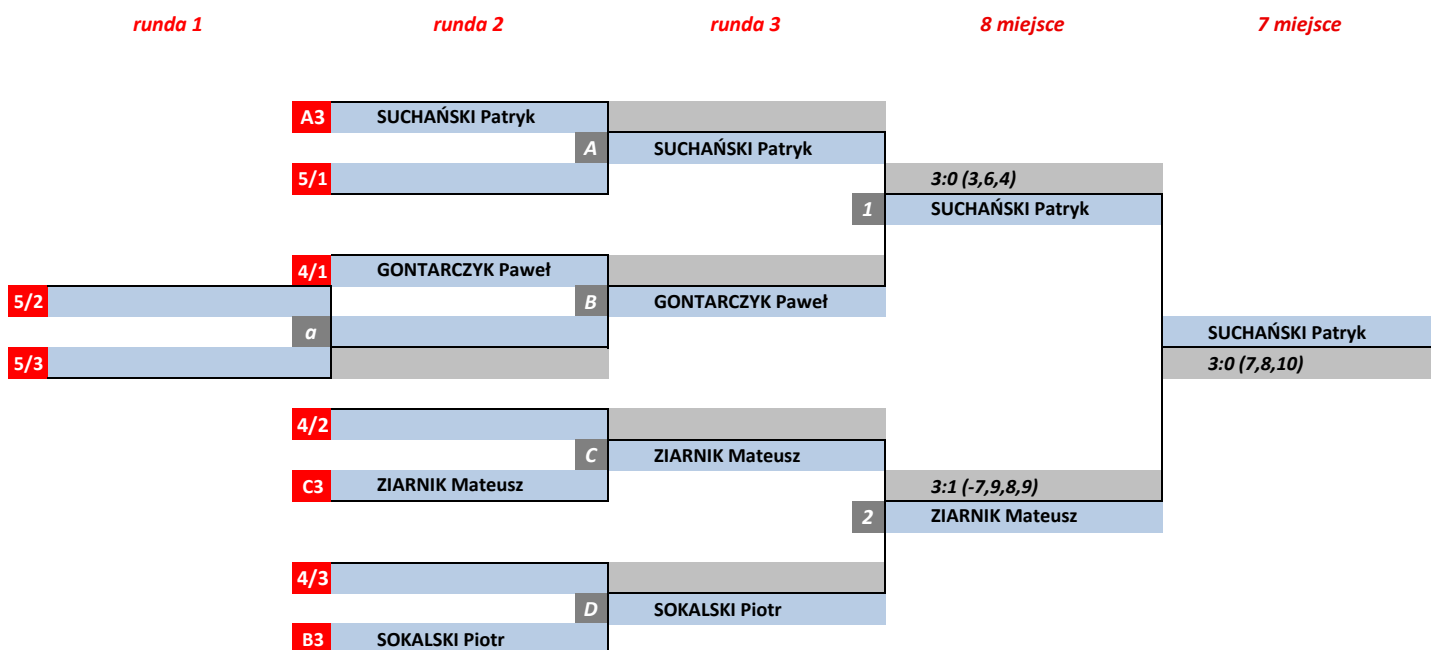 runda 1 runda 2 runda 3 8 miejsce 7 miejsce
A3 SUCHAŃSKI Patryk
A SUCHAŃSKI Patryk
5/1 3:0 (3,6,4)
1 SUCHAŃSKI Patryk
4/1 GONTARCZYK Paweł
5/2 B GONTARCZYK Paweł
a SUCHAŃSKI Patryk
5/3 3:0 (7,8,10)
4/2
C ZIARNIK Mateusz
C3 ZIARNIK Mateusz 3:1 (-7,9,8,9)
2 ZIARNIK Mateusz
4/3
D SOKALSKI Piotr
B3 SOKALSKI Piotr